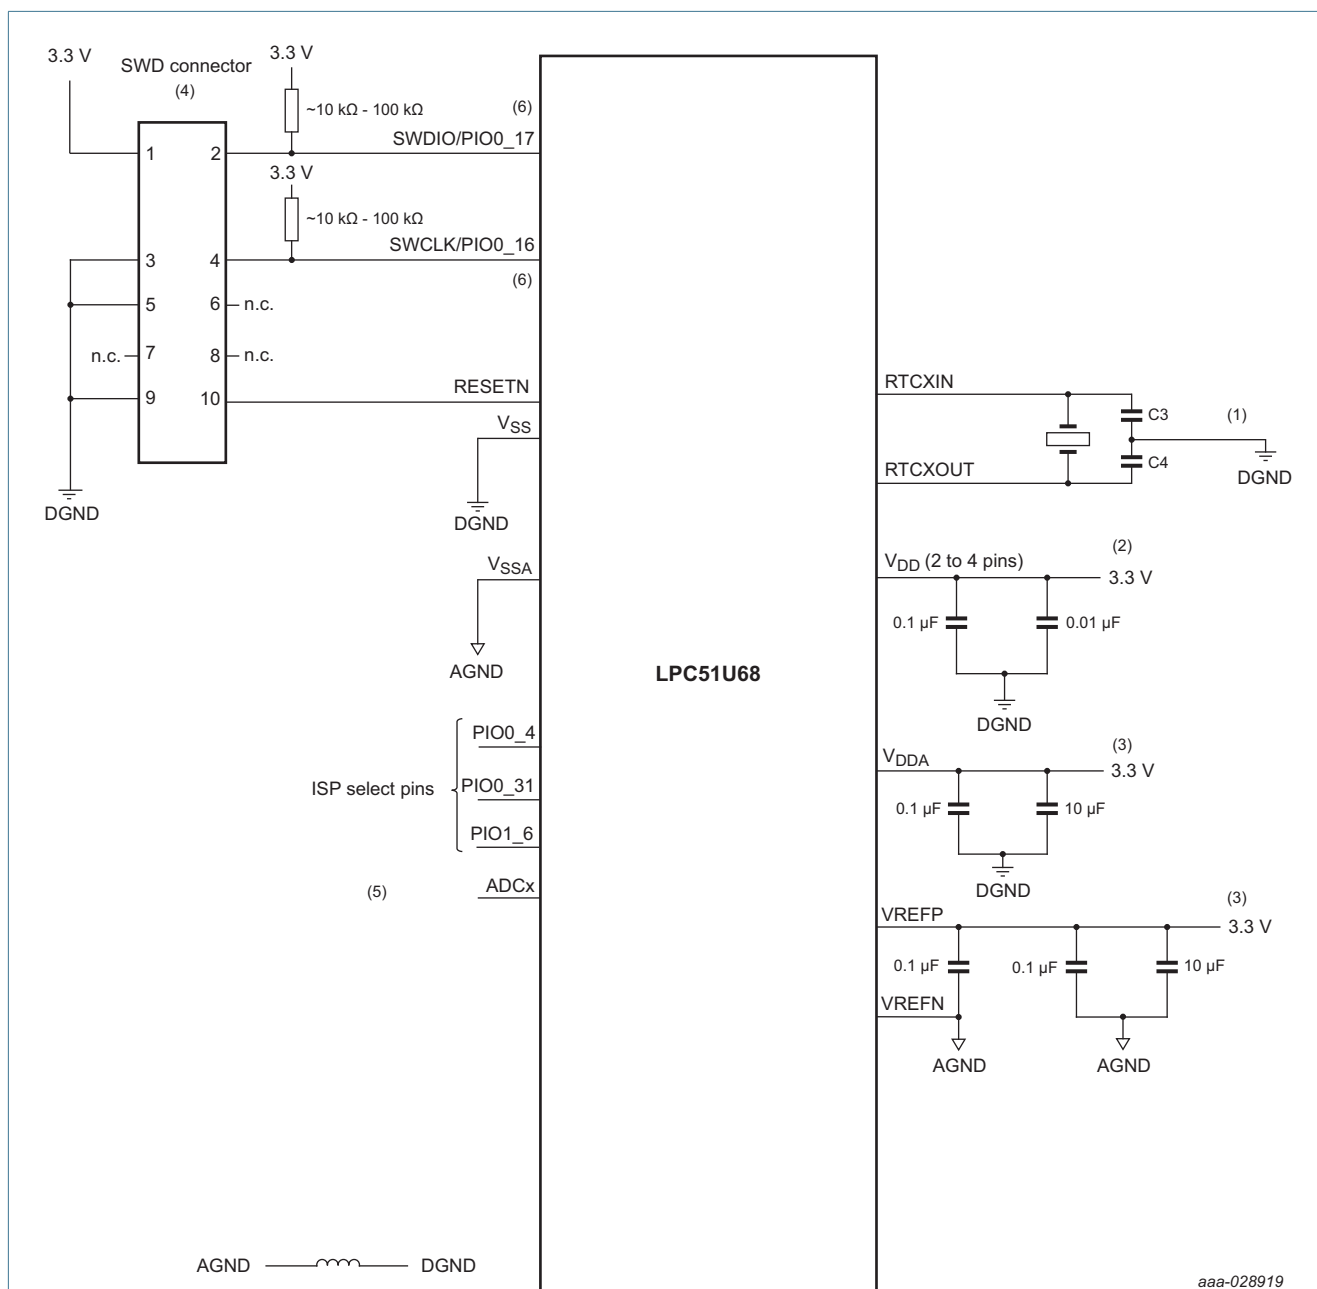 3.3 V
SWD connector
(4)
3.3 V
~10 kΩ - 100 kΩ
(6)
1
2
SWDIO/PIO0_17
3.3 V
~10 kΩ - 100 kΩ
3
4
SWCLK/PIO0_16
(6)
5
6
n.c.
n.c.
7
8
n.c.
9
10
RESETN
DGND
VSS
DGND
VSSA
AGND
ISP select pins
PIO0_4
PIO0_31
PIO1_6
(5)
ADCx
LPC51U68
RTCXIN
C3
(1)
C4
RTCXOUT
DGND
VDD (2 to 4 pins)
(2)
3.3 V
0.1 µF
0.01 µF
DGND
VDDA
(3)
3.3 V
0.1 µF
10 µF
DGND
VREFP
(3)
3.3 V
0.1 µF
0.1 µF
10 µF
VREFN
AGND
AGND
AGND
DGND
aaa-028919